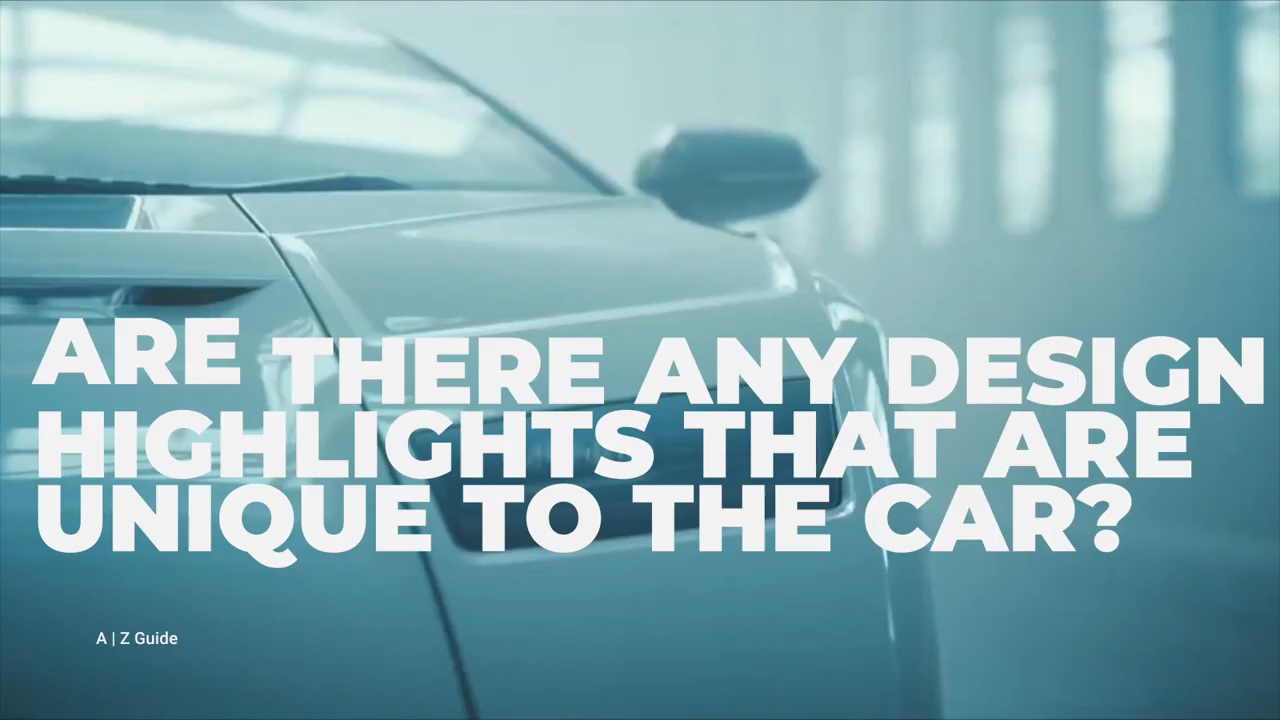 ARE THERE ANY DESIGN
HIGHLIGHTS THAT ARE
UNIQUE TO THE CAR?
A | Z Guide